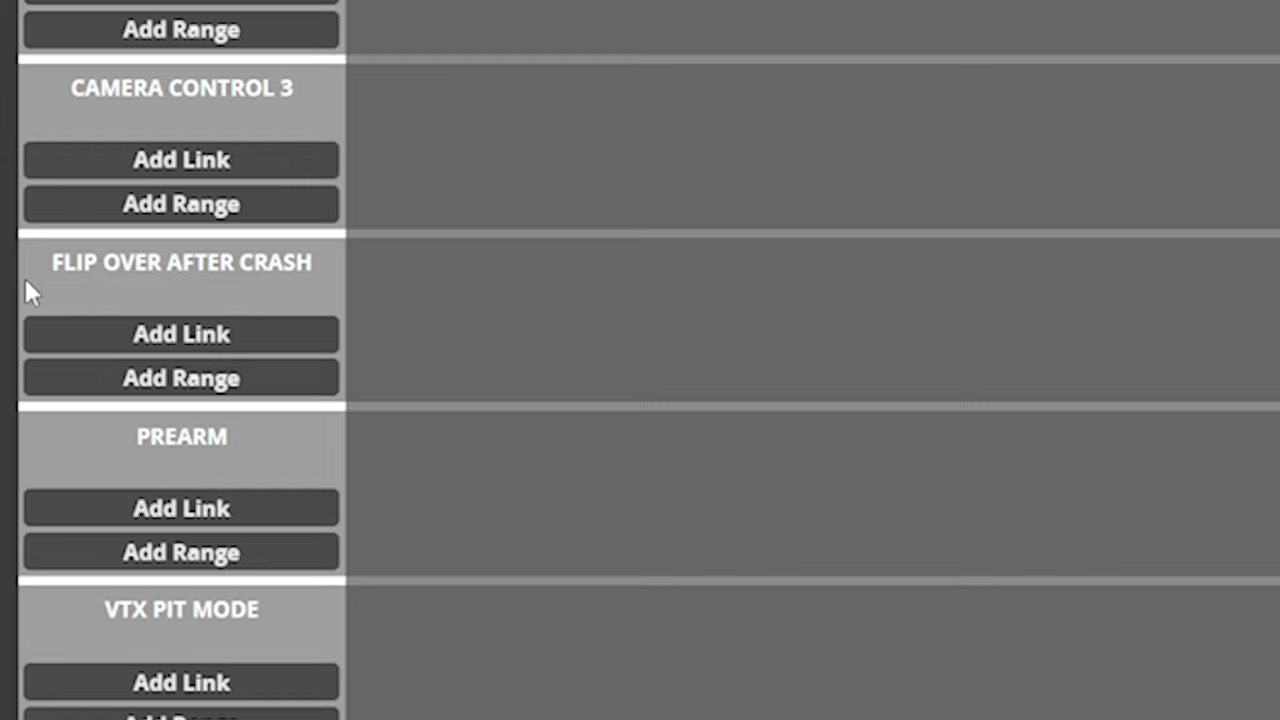 Add Range
CAMERA CONTROL 3
Add Link
Add Range
FLIP OVER AFTER CRASH
Add Link
Add Range
PREARM
Add Link
Add Range
VTX PIT MODE
Add Link